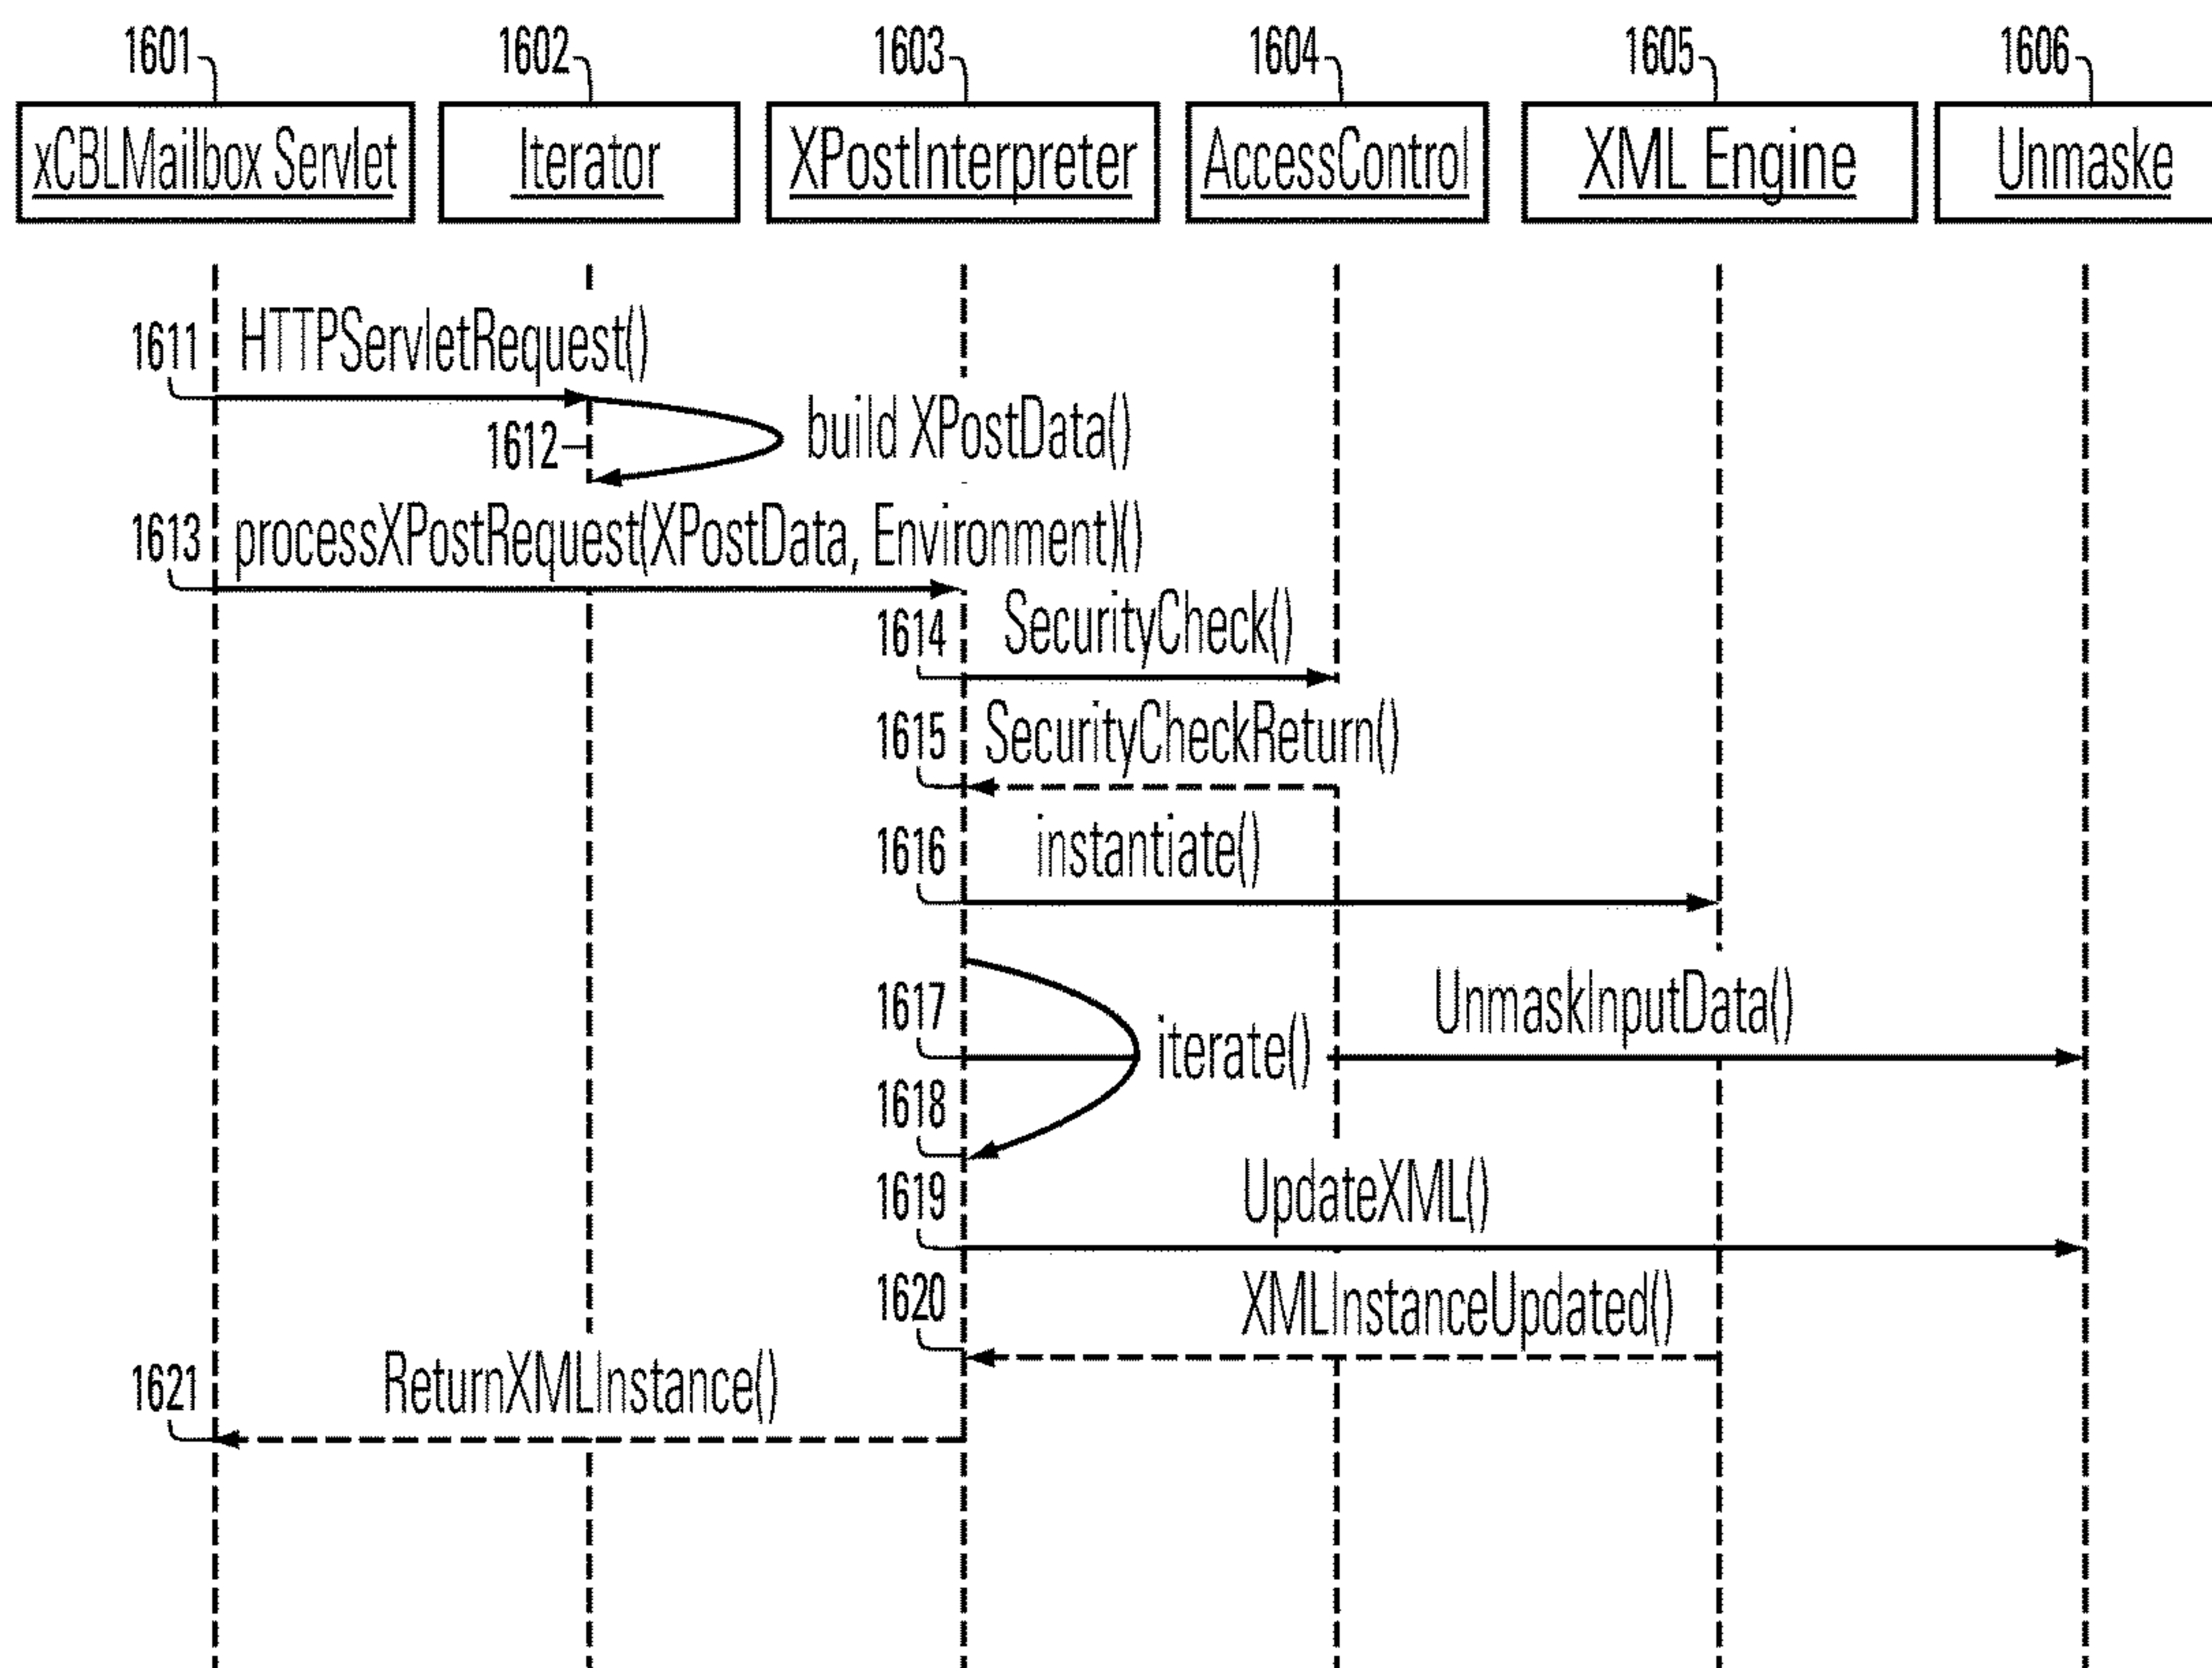 1601 1602 1603 1604 1605 1606
xCBLMailbox Servlet Iterator XPostInterpreter AccessControl XML Engine Unmaske
1611 HTTPServletRequest()
1612 build XPostData()
1613 processXPostRequest(XPostData, Environment)()
1614 SecurityCheck()
1615 SecurityCheckReturn()
1616 instantiate()
1617 iterate() UnmaskInputData()
1618
1619 UpdateXML()
1620 XMLInstanceUpdated()
1621 ReturnXMLInstance()